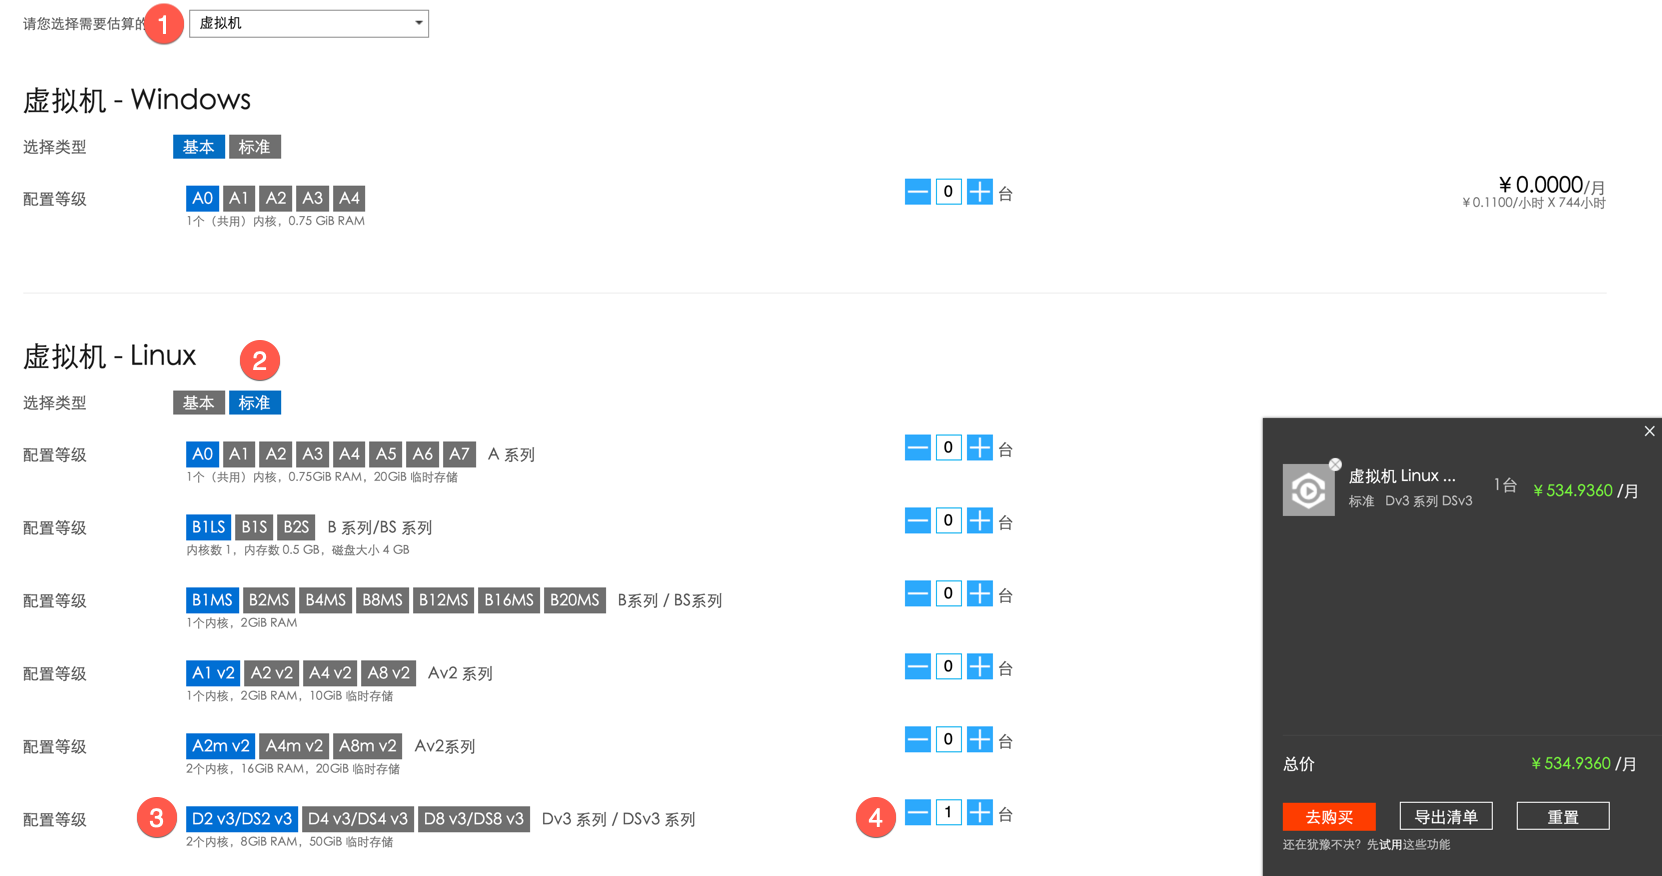 请您选择需要估算的
1
虚拟机
虚拟机 - Windows
选择类型 基本 标准
配置等级 A0 A1 A2 A3 A4 0 台 ¥ 0.0000/月
¥ 0.1100/小时 X 744小时
1个（共用）内核，0.75 GiB RAM
虚拟机 - Linux
2
选择类型 基本 标准
配置等级 A0 A1 A2 A3 A4 A5 A6 A7 A 系列 0 台
1个（共用）内核，0.75GiB RAM，20GiB 临时存储
配置等级 B1LS B1S B2S B 系列/BS 系列 0 台
内核数 1，内存数 0.5 GB，磁盘大小 4 GB
配置等级 B1MS B2MS B4MS B8MS B12MS B16MS B20MS B系列 / BS系列 0 台
1个内核，2GiB RAM
配置等级 A1 v2 A2 v2 A4 v2 A8 v2 Av2 系列 0 台
1个内核，2GiB RAM，10GiB 临时存储
配置等级 A2m v2 A4m v2 A8m v2 Av2系列 0 台
2个内核，16GiB RAM，20GiB 临时存储
配置等级 3 D2 v3/DS2 v3 D4 v3/DS4 v3 D8 v3/DS8 v3 Dv3 系列 / DSv3 系列 4 1 台
2个内核，8GiB RAM，50GiB 临时存储
虚拟机 Linux ... 1台 ¥ 534.9360 /月
标准 Dv3 系列 DSv3
总价 ¥ 534.9360 /月
去购买 导出清单 重置
还在犹豫不决？先试用这些功能